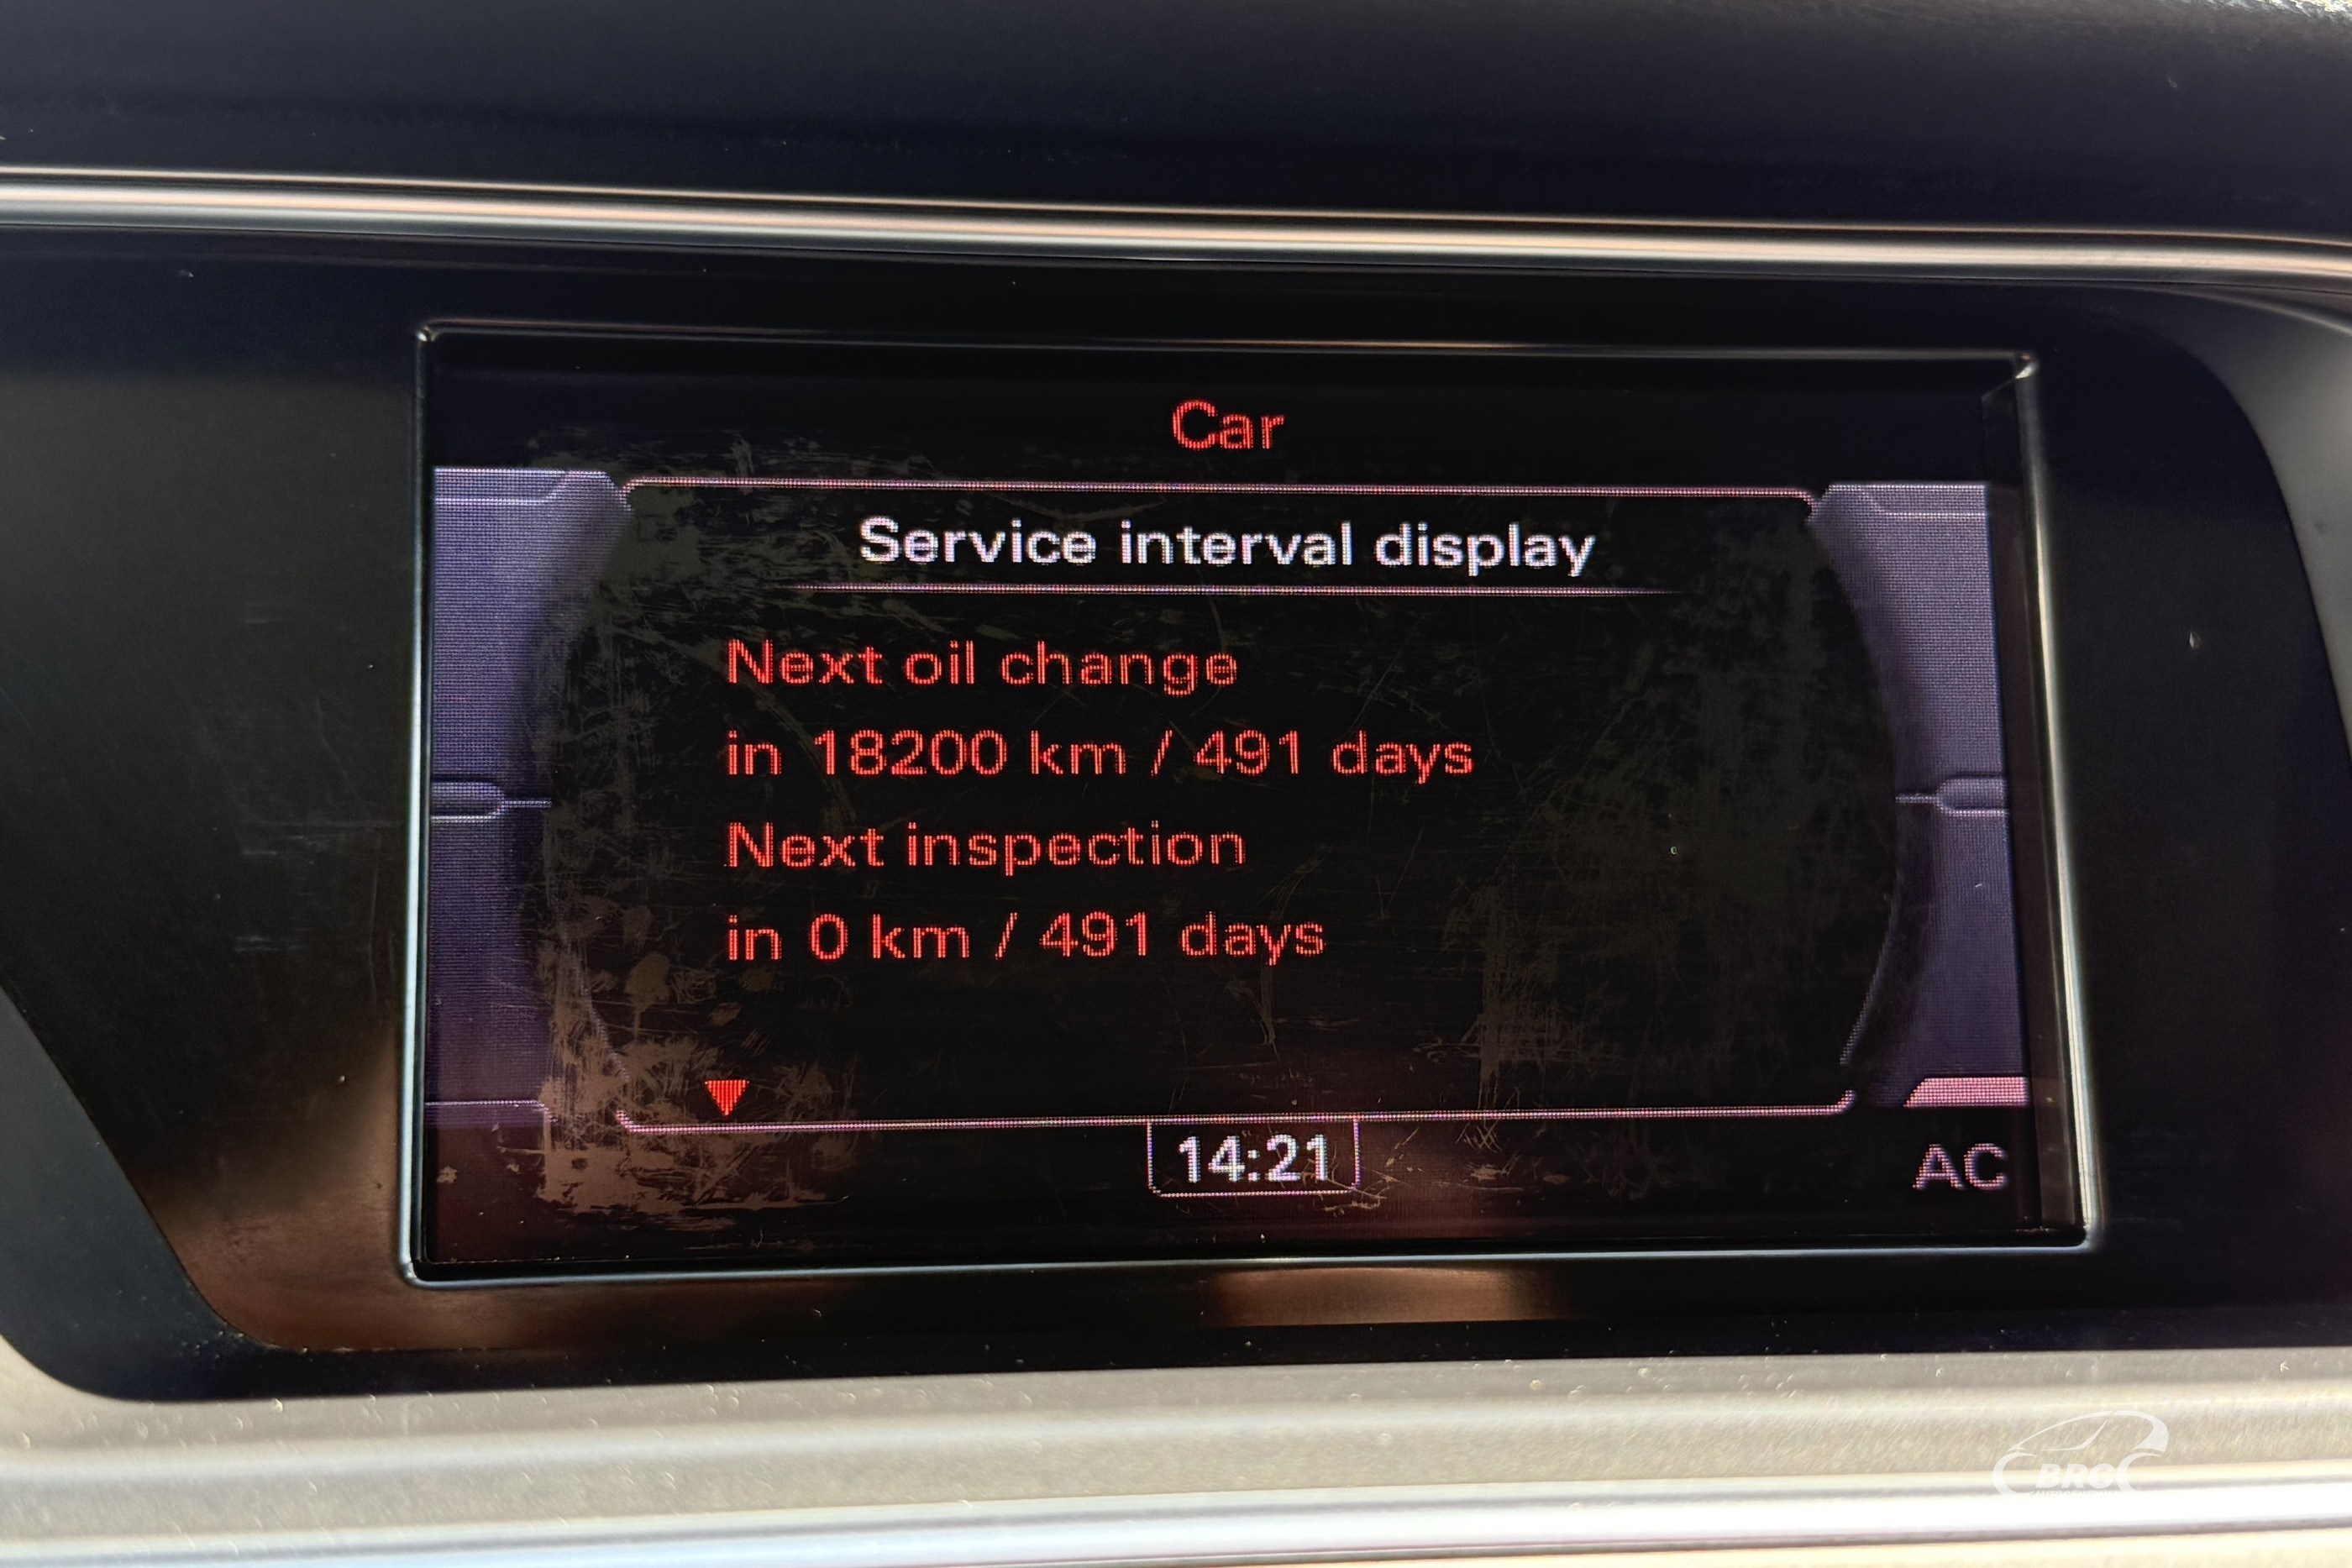 Car
Service interval display
Next oil change
in 18200 km / 491 days
Next inspection
in 0 km / 491 days
14:21
AC
BRC